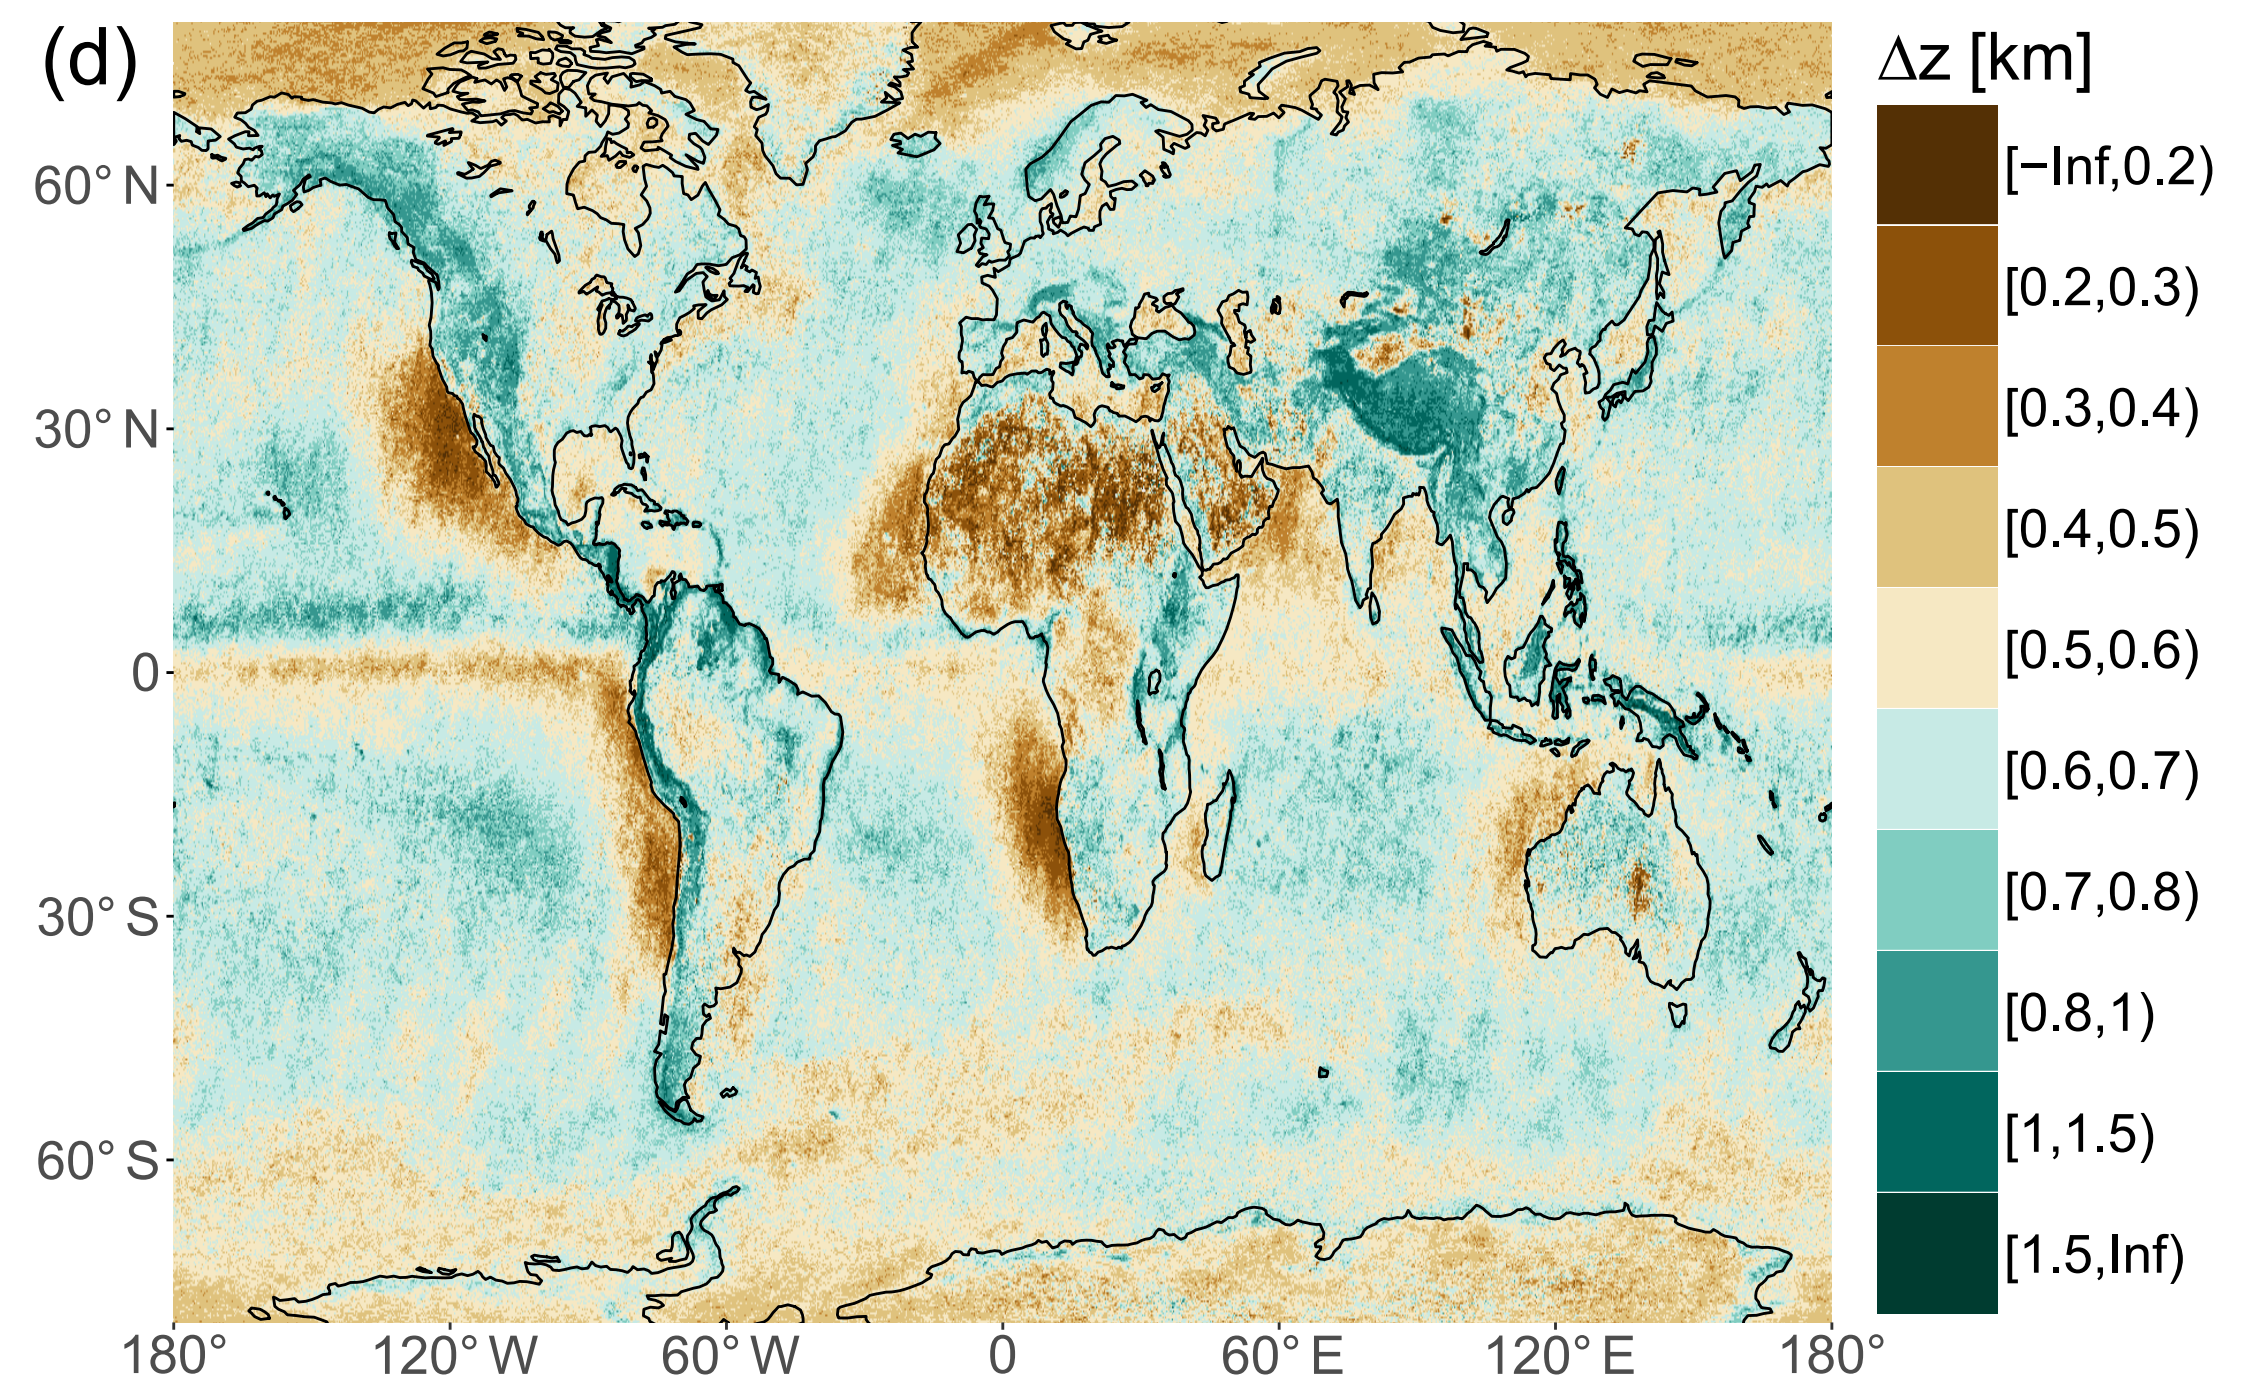 (d)
Δz [km]
[−Inf,0.2)
[0.2,0.3)
[0.3,0.4)
[0.4,0.5)
[0.5,0.6)
[0.6,0.7)
[0.7,0.8)
[0.8,1)
[1,1.5)
[1.5,Inf)
60° N
30° N
0
30° S
60° S
180° 120° W 60° W 0 60° E 120° E 180°